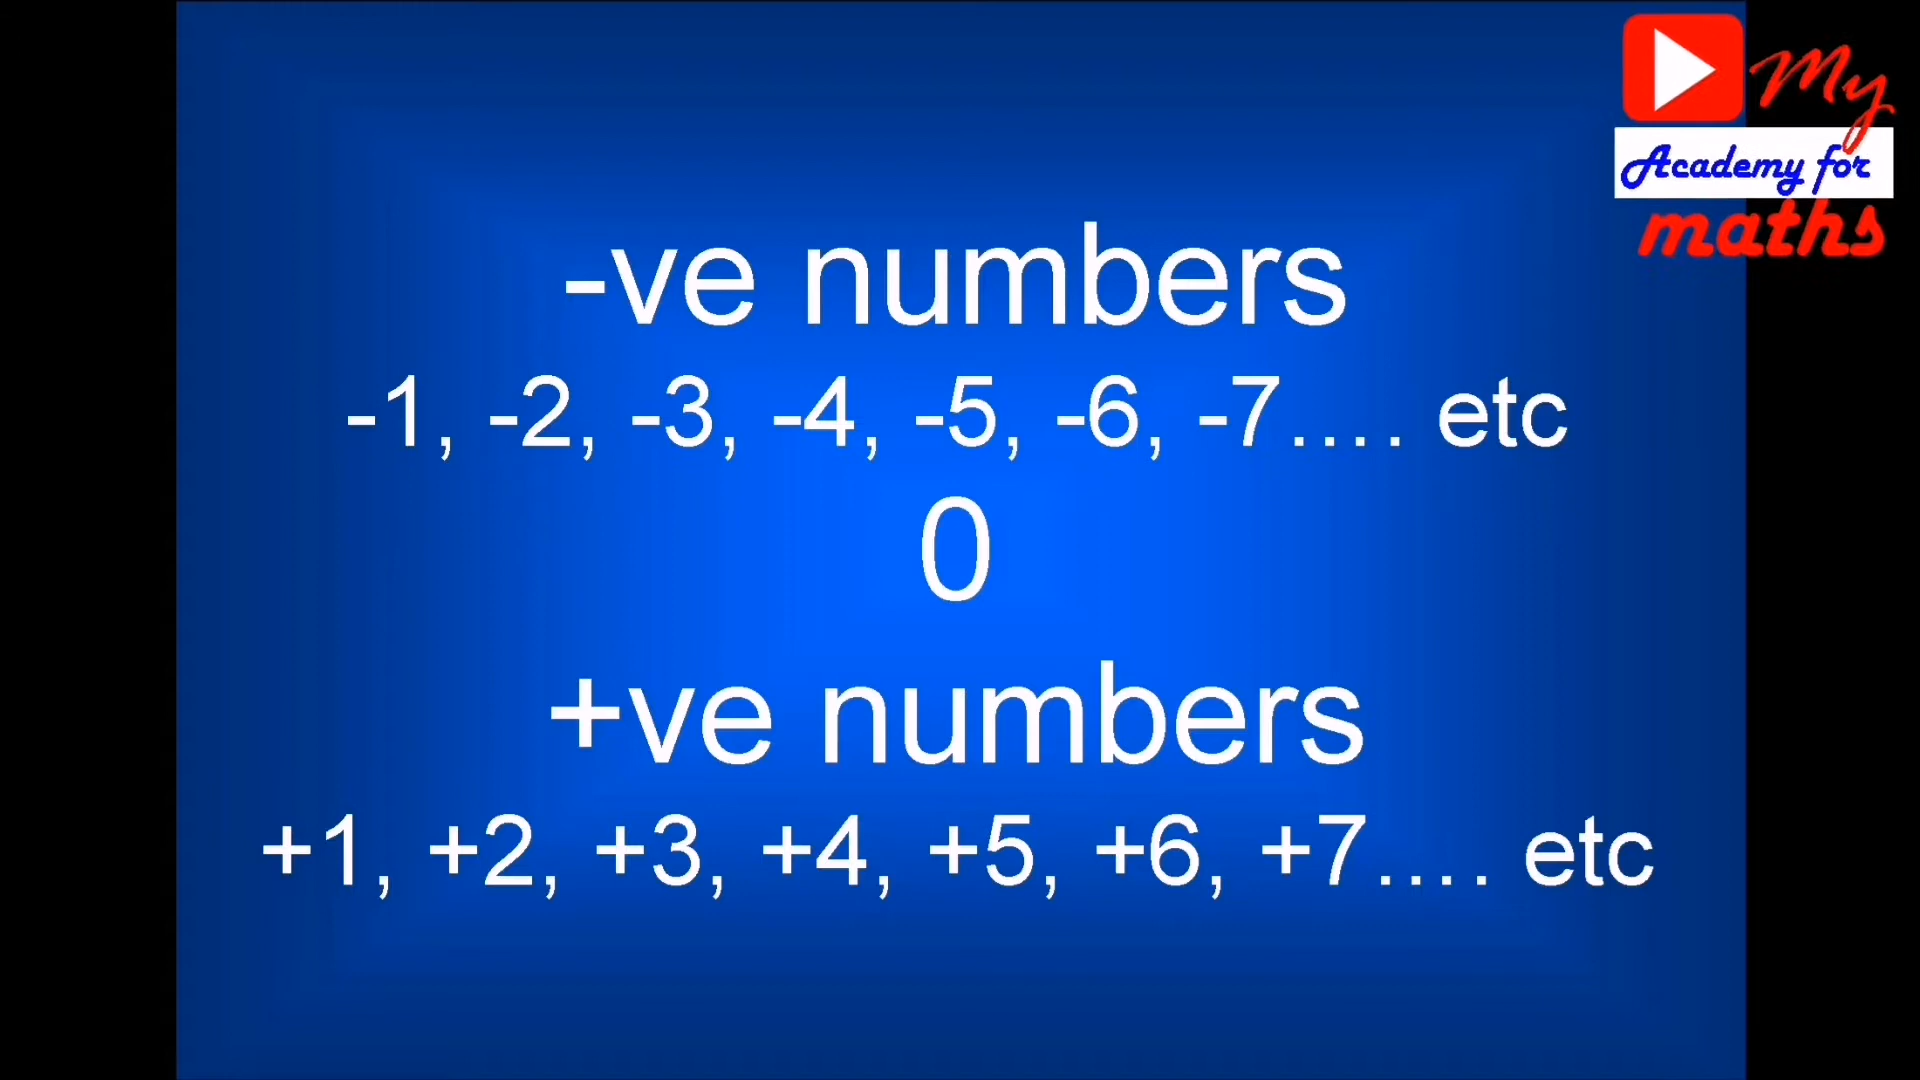 My
Academy for
maths
-ve numbers
-1, -2, -3, -4, -5, -6, -7.... etc
0
+ve numbers
+1, +2, +3, +4, +5, +6, +7.... etc